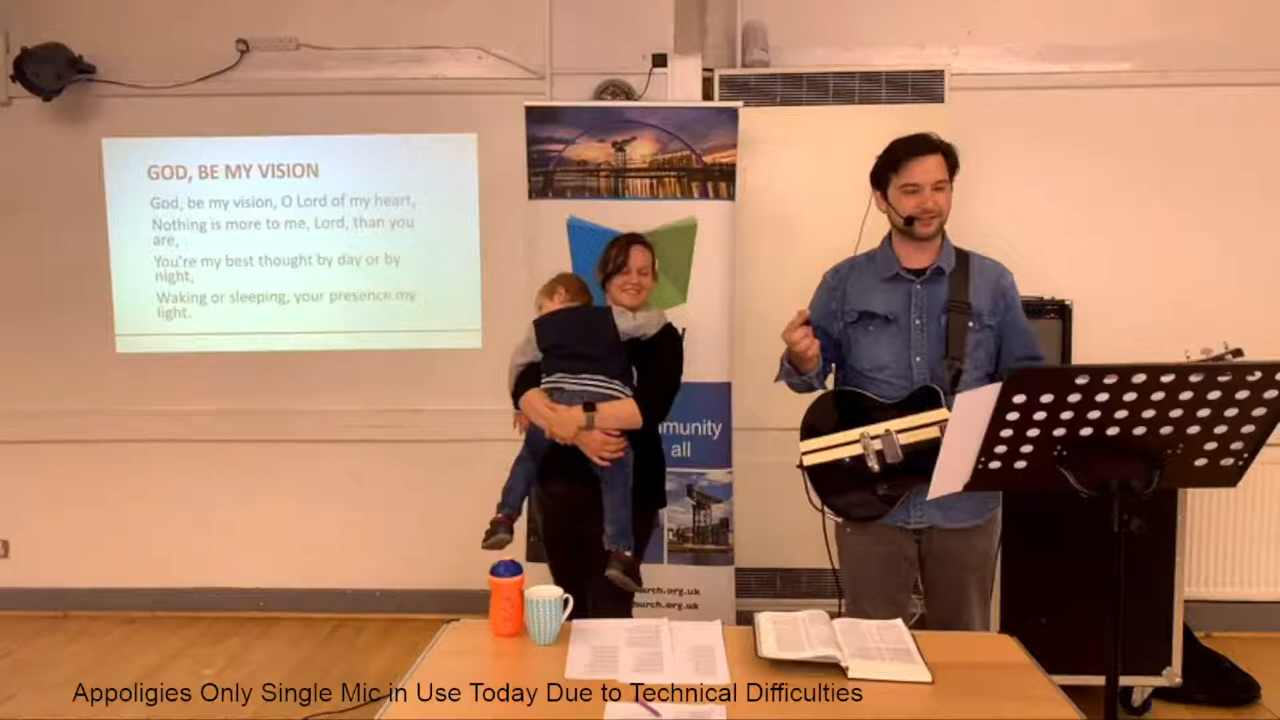 GOD, BE MY VISION
God, be my vision, O Lord of my heart,
Nothing is more to me, Lord, than you
are,
You're my best thought by day or by
night,
Waking or sleeping, your presence my
light.
all
Appoligies Only Single Mic in Use Today Due to Technical Difficulties